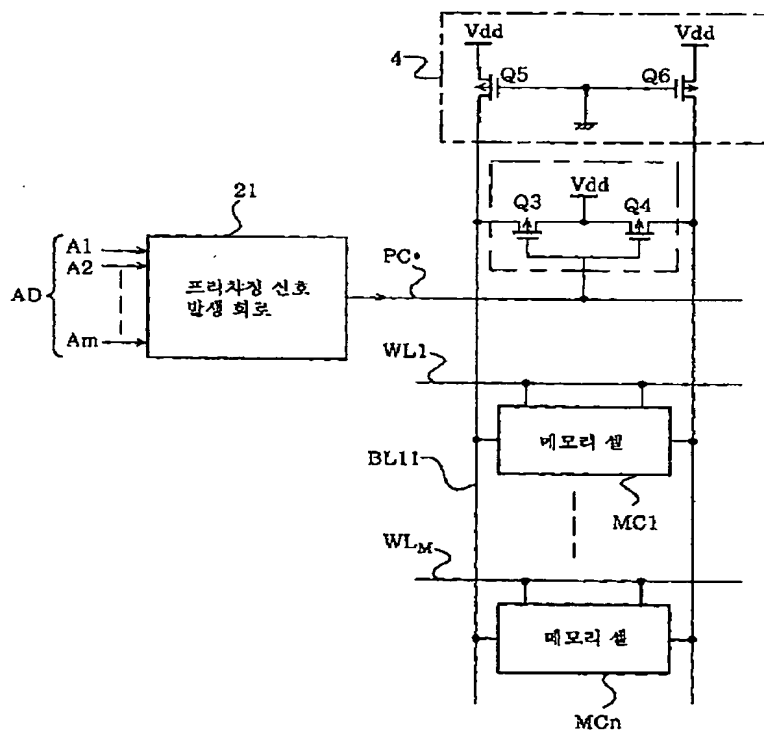 Vdd Vdd
4
Q5 Q6
Vdd
Q3 Q4
21
A1
A2
AD
Am
프리차징 신호
발생 회로
PC
WL1
메모리 셀
BL11
MC1
WLM
메모리 셀
MCn